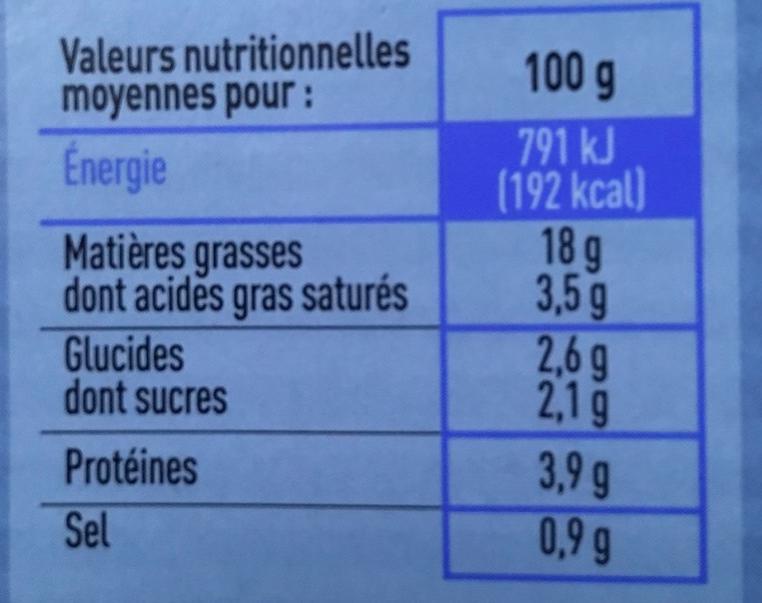 Valeurs nutritionnelles
moyennes pour : 100 g
Énergie 791 kJ
(192 kcal)
Matières grasses 18 g
dont acides gras saturés 3,5 g
Glucides 2,6 g
dont sucres 2,1 g
Protéines 3,9 g
Sel 0,9 g